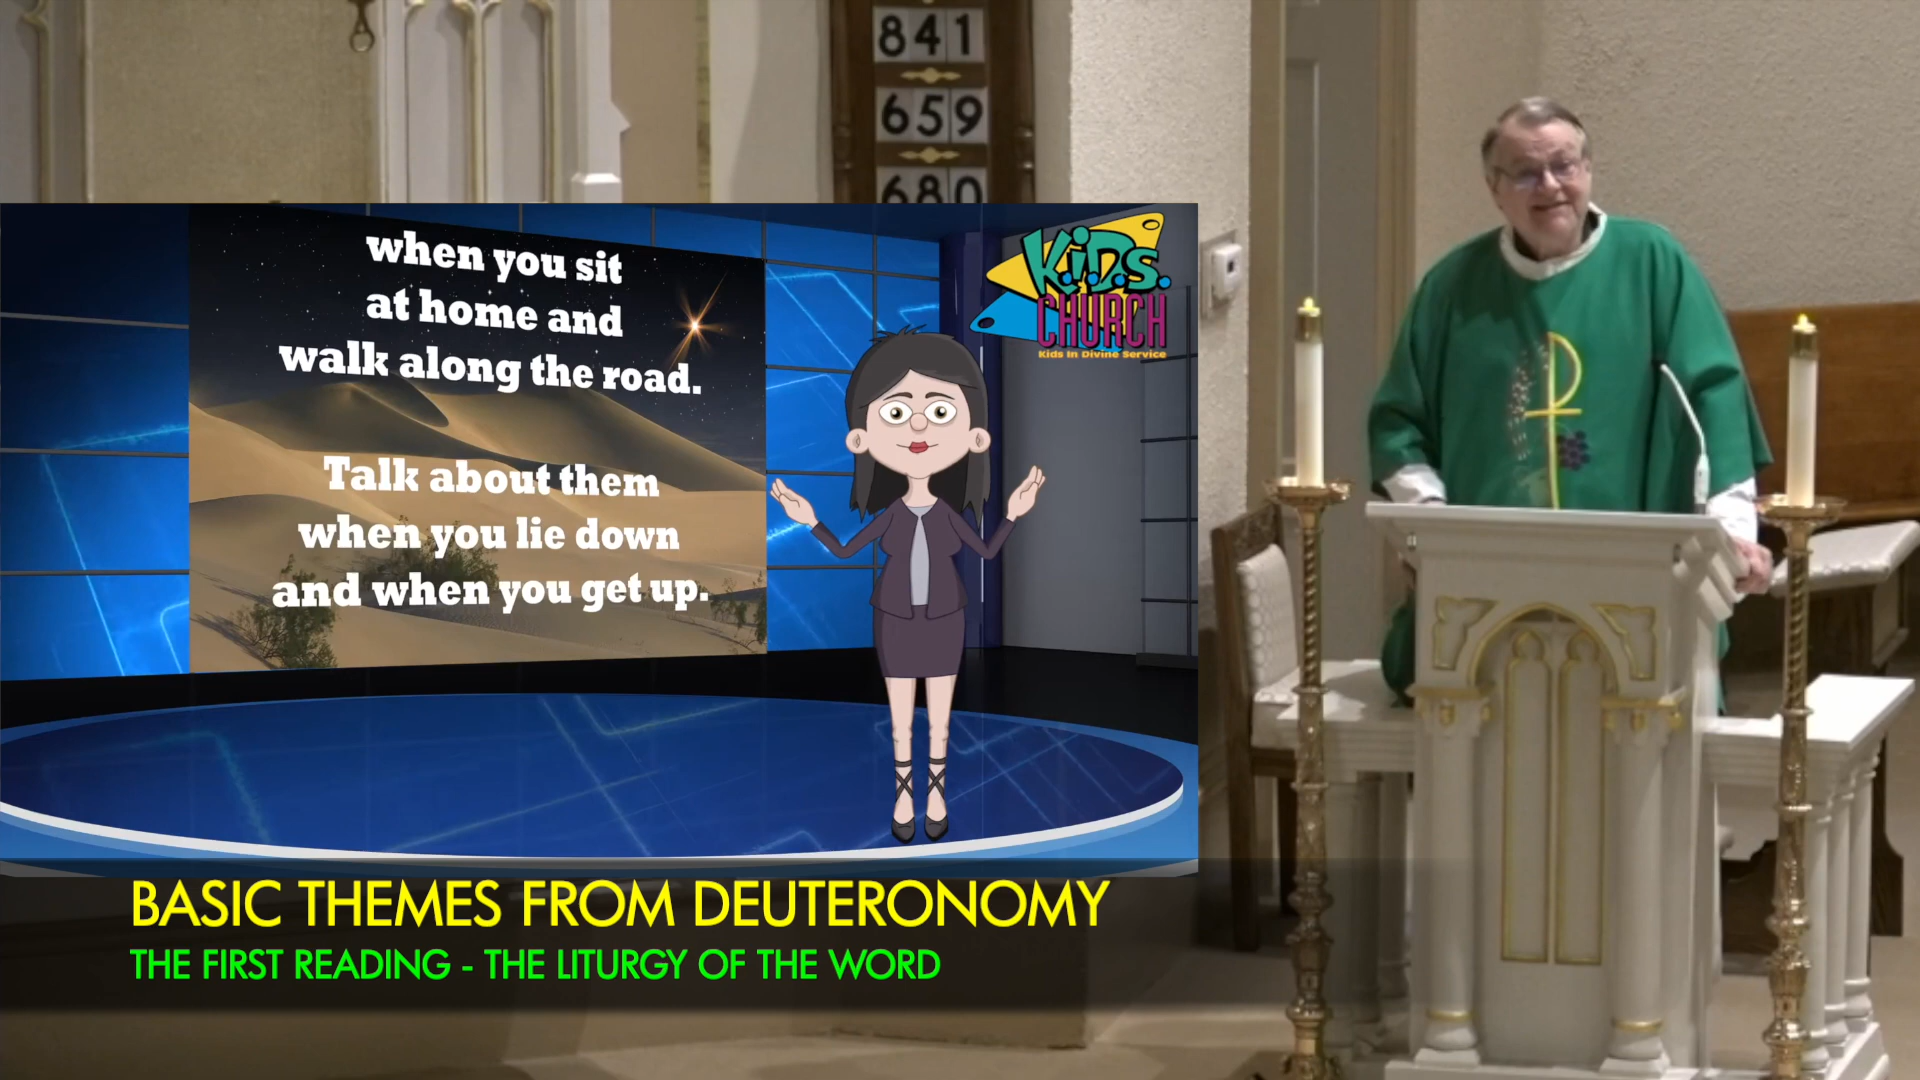 841
659
680
when you sit
at home and
walk along the road.
Talk about them
when you lie down
and when you get up.
K.i.D.s.
CHURCH
Kids In Divine Service
BASIC THEMES FROM DEUTERONOMY
THE FIRST READING - THE LITURGY OF THE WORD